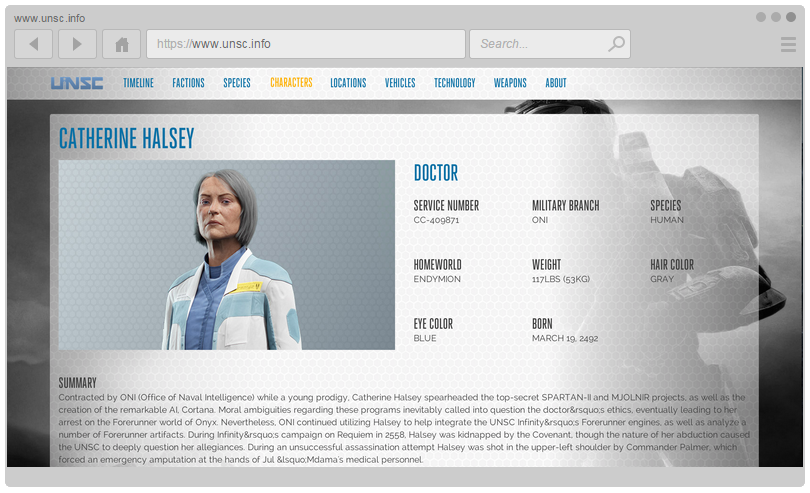 www.unsc.info
https://www.unsc.info
Search...
UNSC TIMELINE FACTIONS SPECIES CHARACTERS LOCATIONS VEHICLES TECHNOLOGY WEAPONS ABOUT
CATHERINE HALSEY
DOCTOR
SERVICE NUMBER MILITARY BRANCH SPECIES
CC-409871 ONI HUMAN
HOMEWORLD WEIGHT HAIR COLOR
ENDYMION 117LBS (53KG) GRAY
EYE COLOR BORN
BLUE MARCH 19, 2492
SUMMARY
Contracted by ONI (Office of Naval Intelligence) while a young prodigy, Catherine Halsey spearheaded the top-secret SPARTAN-II and MJOLNIR projects, as well as the
creation of the remarkable AI, Cortana. Moral ambiguities regarding these programs inevitably called into question the doctor&rsquo;s ethics, eventually leading to her
arrest on the Forerunner world of Onyx. Nevertheless, ONI continued utilizing Halsey to help integrate the UNSC Infinity&rsquo;s Forerunner engines, as well as analyze a
number of Forerunner artifacts. During Infinity&rsquo;s campaign on Requiem in 2558, Halsey was kidnapped by the Covenant, though the nature of her abduction caused
the UNSC to deeply question her allegiances. During an unsuccessful assassination attempt Halsey was shot in the upper-left shoulder by Commander Palmer, which
forced an emergency amputation at the hands of Jul &lsquo;Mdama's medical personnel.